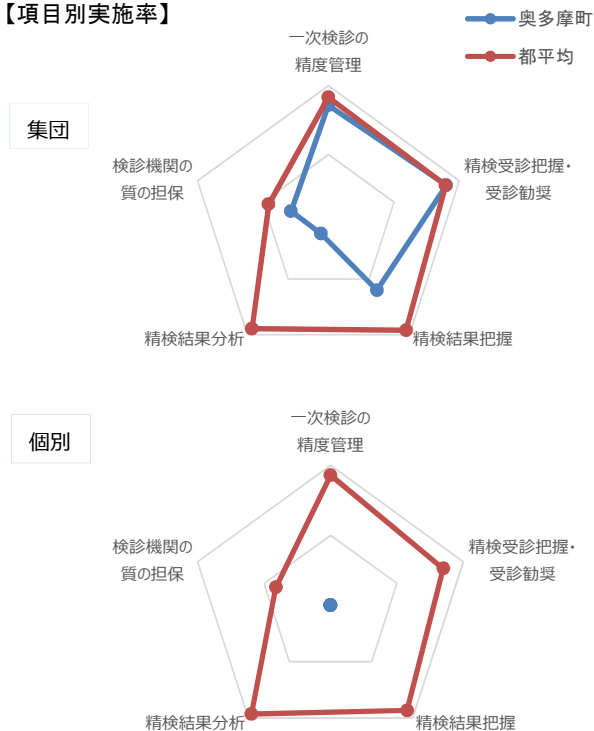 【項目別実施率】
奥多摩町
都平均
集団
一次検診の
精度管理
精検受診把握・
受診勧奨
精検結果把握
精検結果分析
検診機関の
質の担保
個別
一次検診の
精度管理
精検受診把握・
受診勧奨
精検結果把握
精検結果分析
検診機関の
質の担保